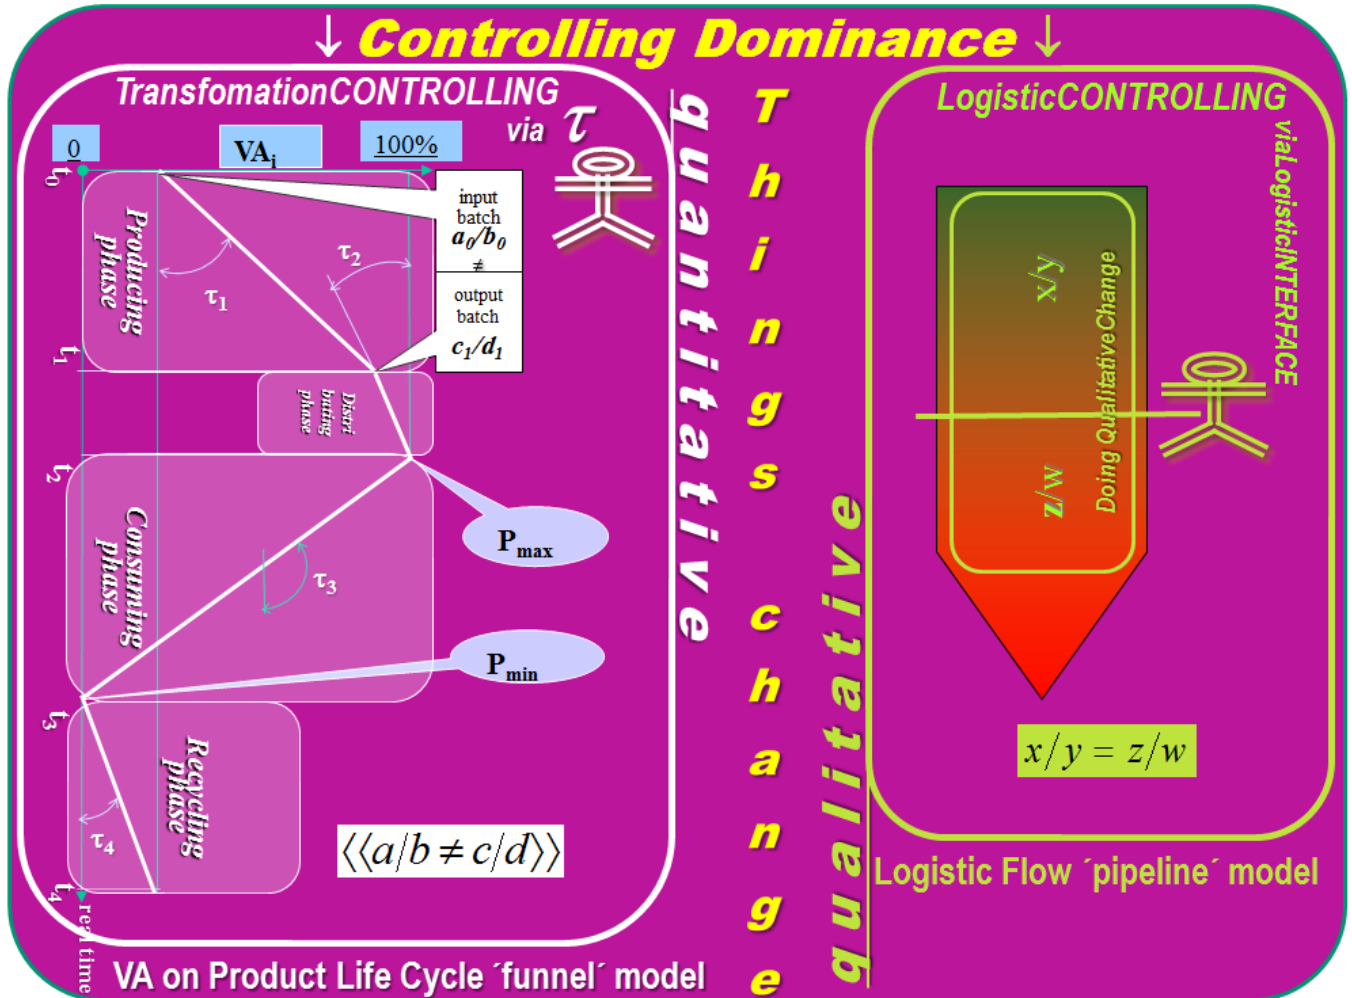 ↓ Controlling Dominance ↓
TransfomationCONTROLLING
via τ
0
VAi
100%
t0
Producing
phase
τ1
τ2
input
batch
a0/b0
≠
output
batch
c1/d1
t1
Distri
buting
phase
t2
Consuming
phase
τ3
Pmax
Pmin
t3
Recycling
phase
τ4
t4
real time
⟨⟨a/b ≠ c/d⟩⟩
VA on Product Life Cycle ´funnel´ model
quantitative
Things change
qualitative
LogisticCONTROLLING
viaLogisticINTERFACE
x/y
z/w
Doing QualitativeChange
x/y = z/w
Logistic Flow ´pipeline´ model